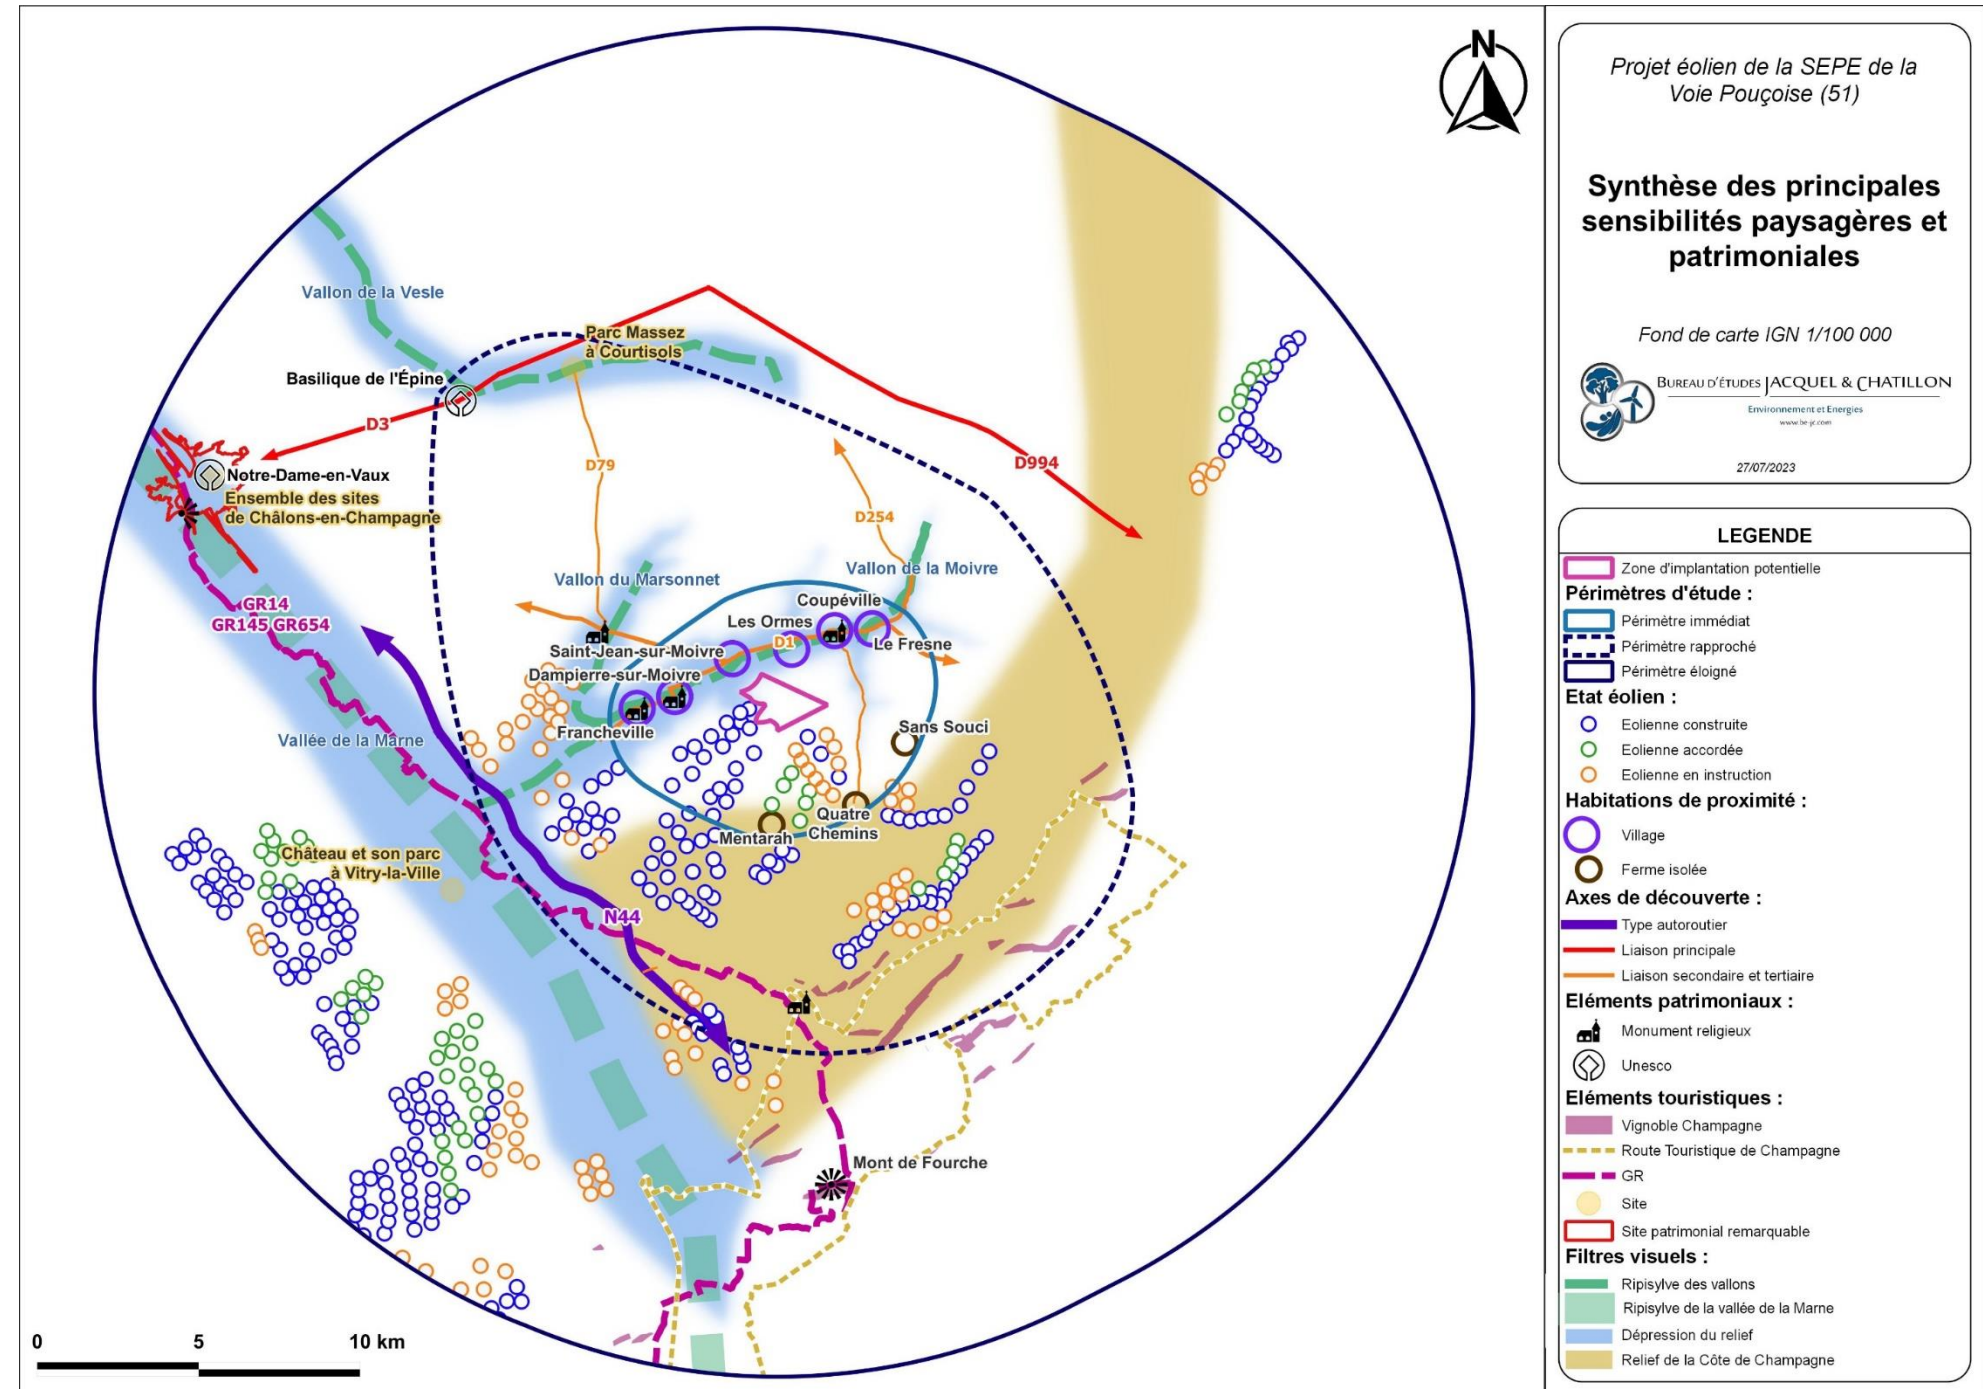 N
Vallon de la Vesle
Parc Massez
à Courtisols
Basilique de l'Épine
D3
D79
D994
D254
Notre-Dame-en-Vaux
Ensemble des sites
de Châlons-en-Champagne
Vallon du Marsonnet
Vallon de la Moivre
Coupéville
GR14
GR145 GR654
Les Ormes
D1
Le Fresne
Saint-Jean-sur-Moivre
Dampierre-sur-Moivre
Francheville
Sans Souci
Vallée de la Marne
Quatre
Chemins
Mentarah
Château et son parc
à Vitry-la-Ville
N44
Mont de Fourche
0 5 10 km
Projet éolien de la SEPE de la
Voie Pouçoise (51)
Synthèse des principales
sensibilités paysagères et
patrimoniales
Fond de carte IGN 1/100 000
BUREAU D'ÉTUDES JACQUEL & CHATILLON
Environnement et Energies
www.be-jc.com
27/07/2023
LEGENDE
Zone d'implantation potentielle
Périmètres d'étude :
Périmètre immédiat
Périmètre rapproché
Périmètre éloigné
Etat éolien :
Eolienne construite
Eolienne accordée
Eolienne en instruction
Habitations de proximité :
Village
Ferme isolée
Axes de découverte :
Type autoroutier
Liaison principale
Liaison secondaire et tertiaire
Eléments patrimoniaux :
Monument religieux
Unesco
Eléments touristiques :
Vignoble Champagne
Route Touristique de Champagne
GR
Site
Site patrimonial remarquable
Filtres visuels :
Ripisylve des vallons
Ripisylve de la vallée de la Marne
Dépression du relief
Relief de la Côte de Champagne